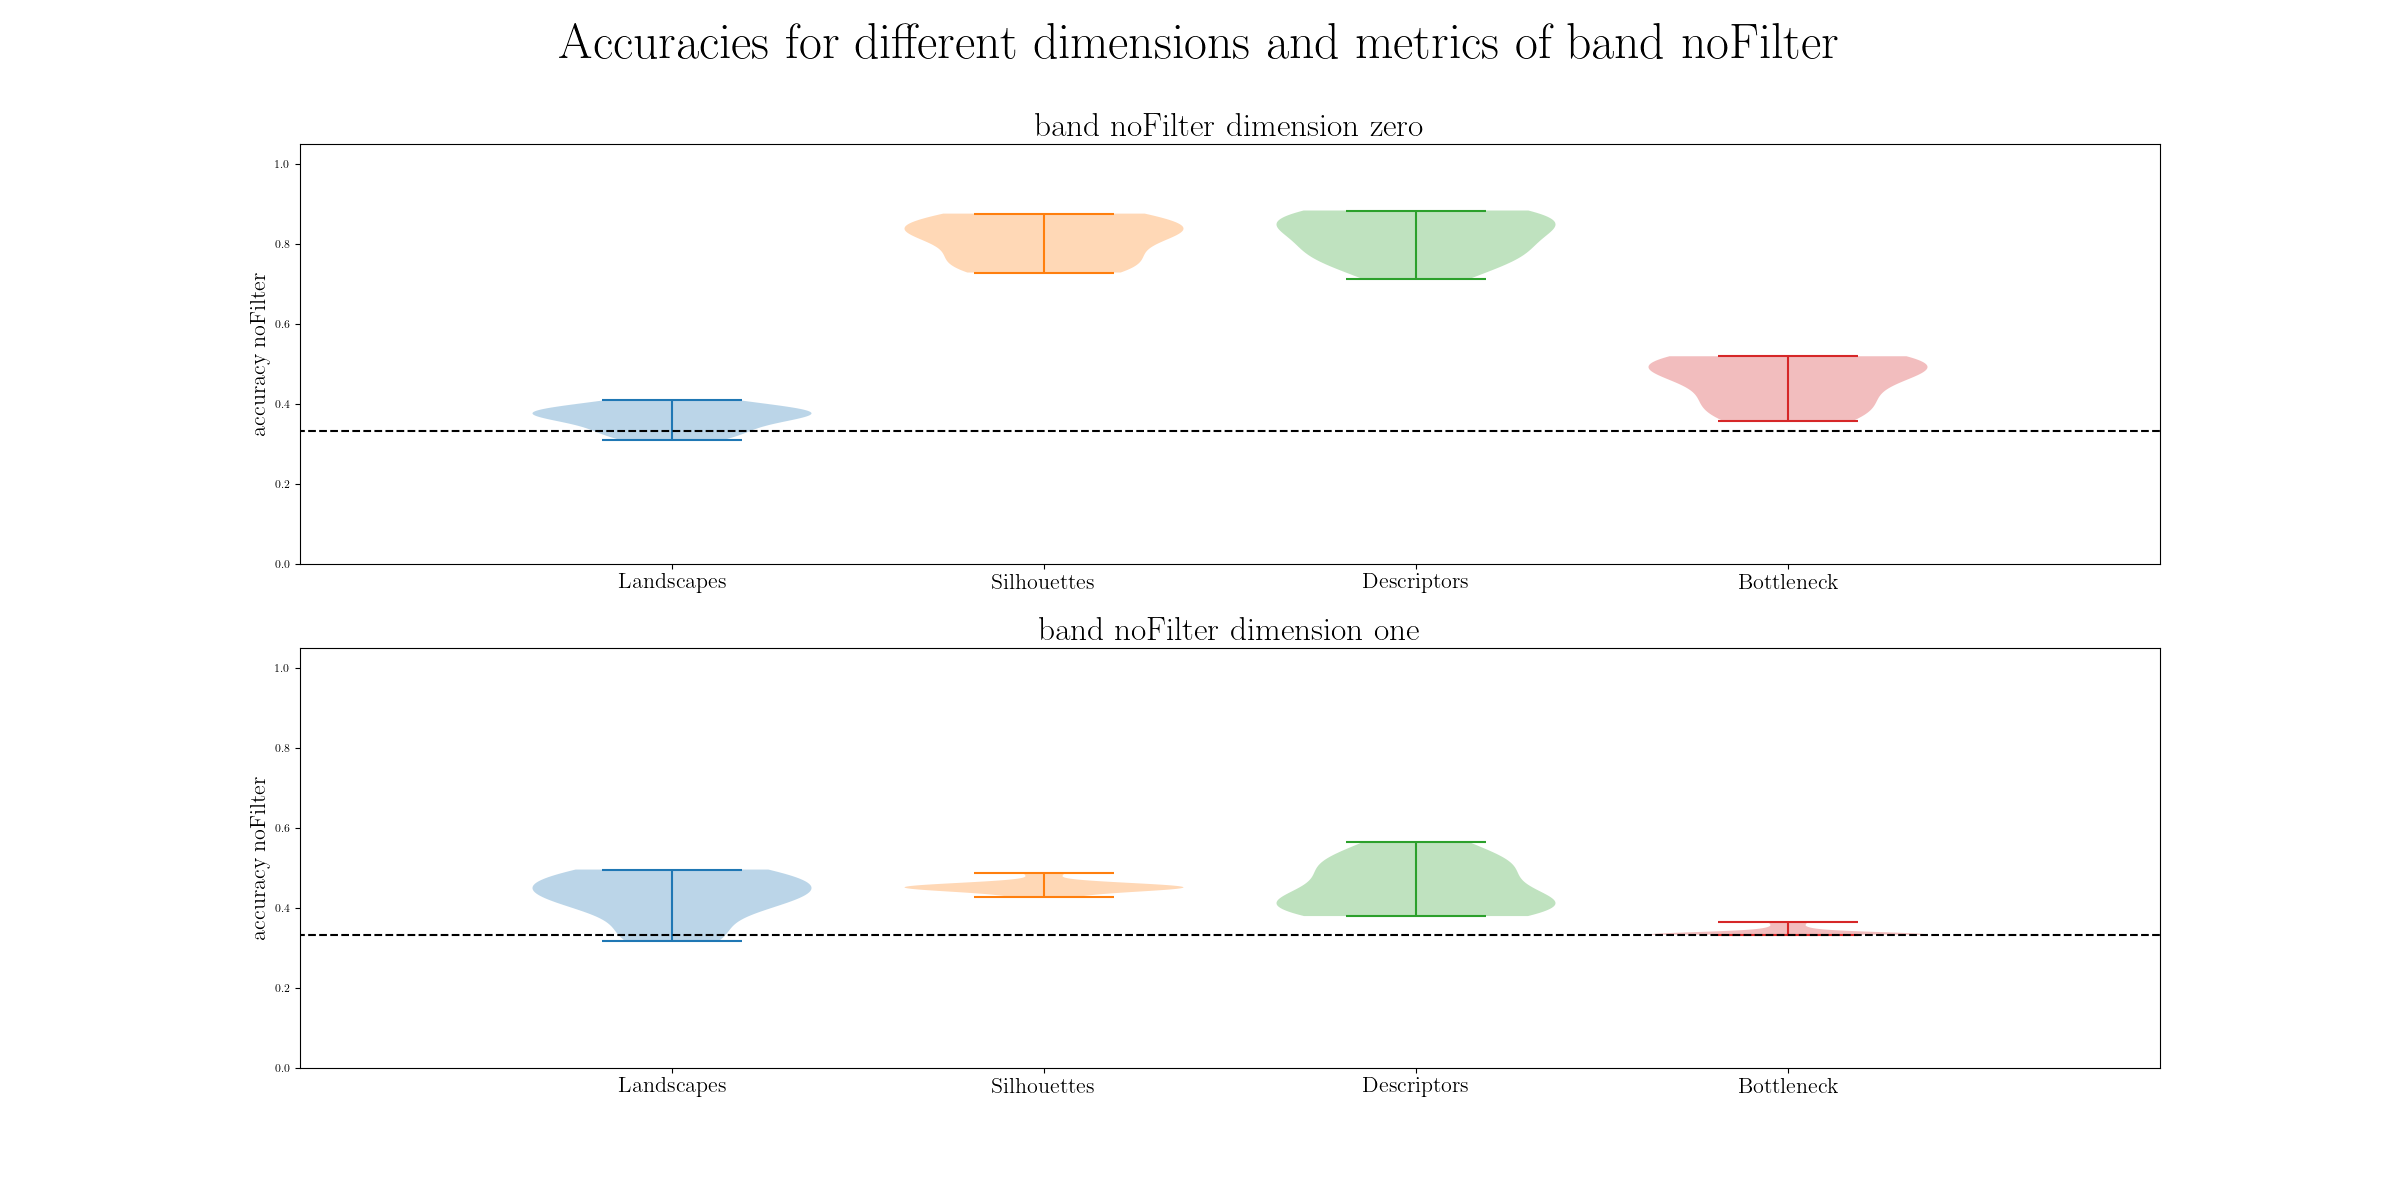 Accuracies for different dimensions and metrics of band noFilter
band noFilter dimension zero
accuracy noFilter
1.0
0.8
0.6
0.4
0.2
0.0
Landscapes Silhouettes Descriptors Bottleneck
band noFilter dimension one
accuracy noFilter
1.0
0.8
0.6
0.4
0.2
0.0
Landscapes Silhouettes Descriptors Bottleneck